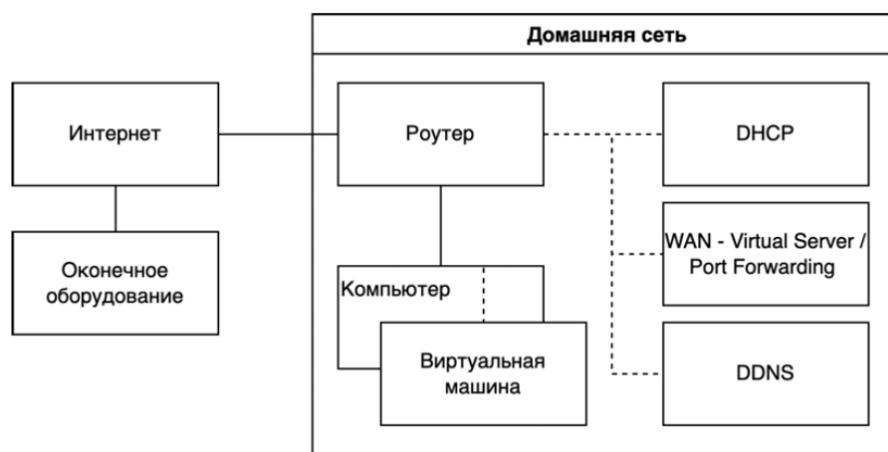 Домашняя сеть
Интернет
Роутер
DHCP
Оконечное
оборудование
Компьютер
Виртуальная
машина
WAN - Virtual Server /
Port Forwarding
DDNS